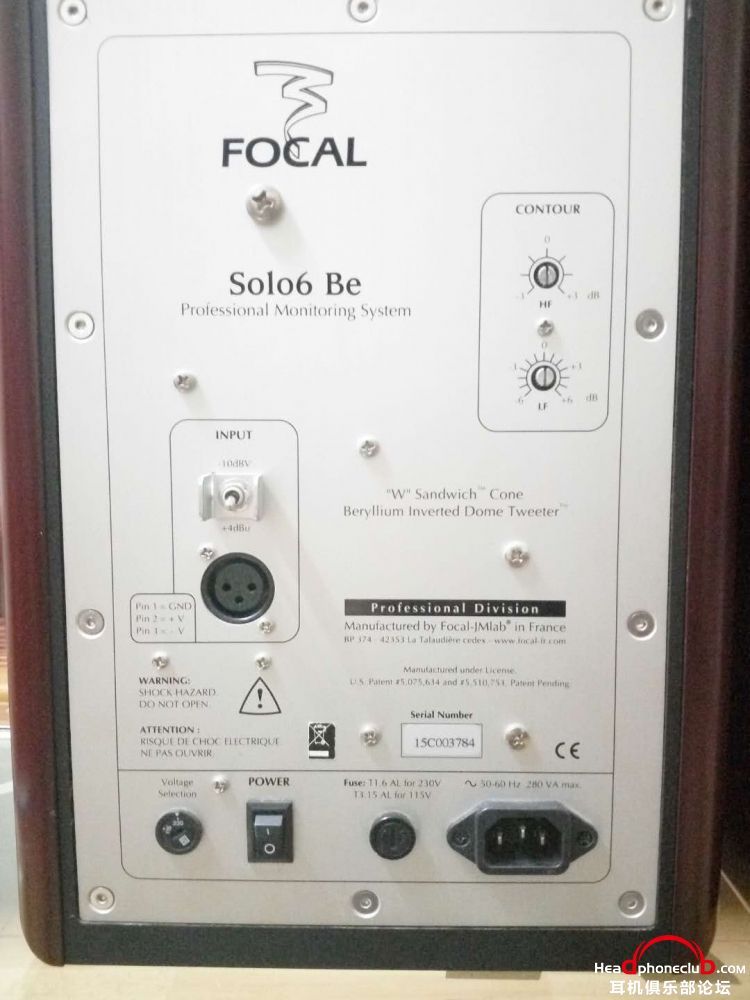 FOCAL
CONTOUR
0
-3 +3 dB
HF
0
-3 +3
-6 +6 dB
LF
Solo6 Be
Professional Monitoring System
INPUT
-10dBV
+4dBu
Pin 1 = GND
Pin 2 = + V
Pin 3 = - V
"W" Sandwich™ Cone
Beryllium Inverted Dome Tweeter™
Professional Division
Manufactured by Focal-JMlab® in France
BP 374 - 42353 La Talaudière cedex - www.focal-fr.com
Manufactured under License.
U.S. Patent #5,075,634 and #5,510,753, Patent Pending
WARNING:
SHOCK HAZARD.
DO NOT OPEN.
ATTENTION :
RISQUE DE CHOC ELECTRIQUE
NE PAS OUVRIR.
Serial Number
15C003784
CE
Voltage
Selection
230
POWER
I
O
Fuse: T1.6 AL for 230V
T3.15 AL for 115V
50-60 Hz 280 VA max.
HeadphonecluD.com
耳机俱乐部论坛